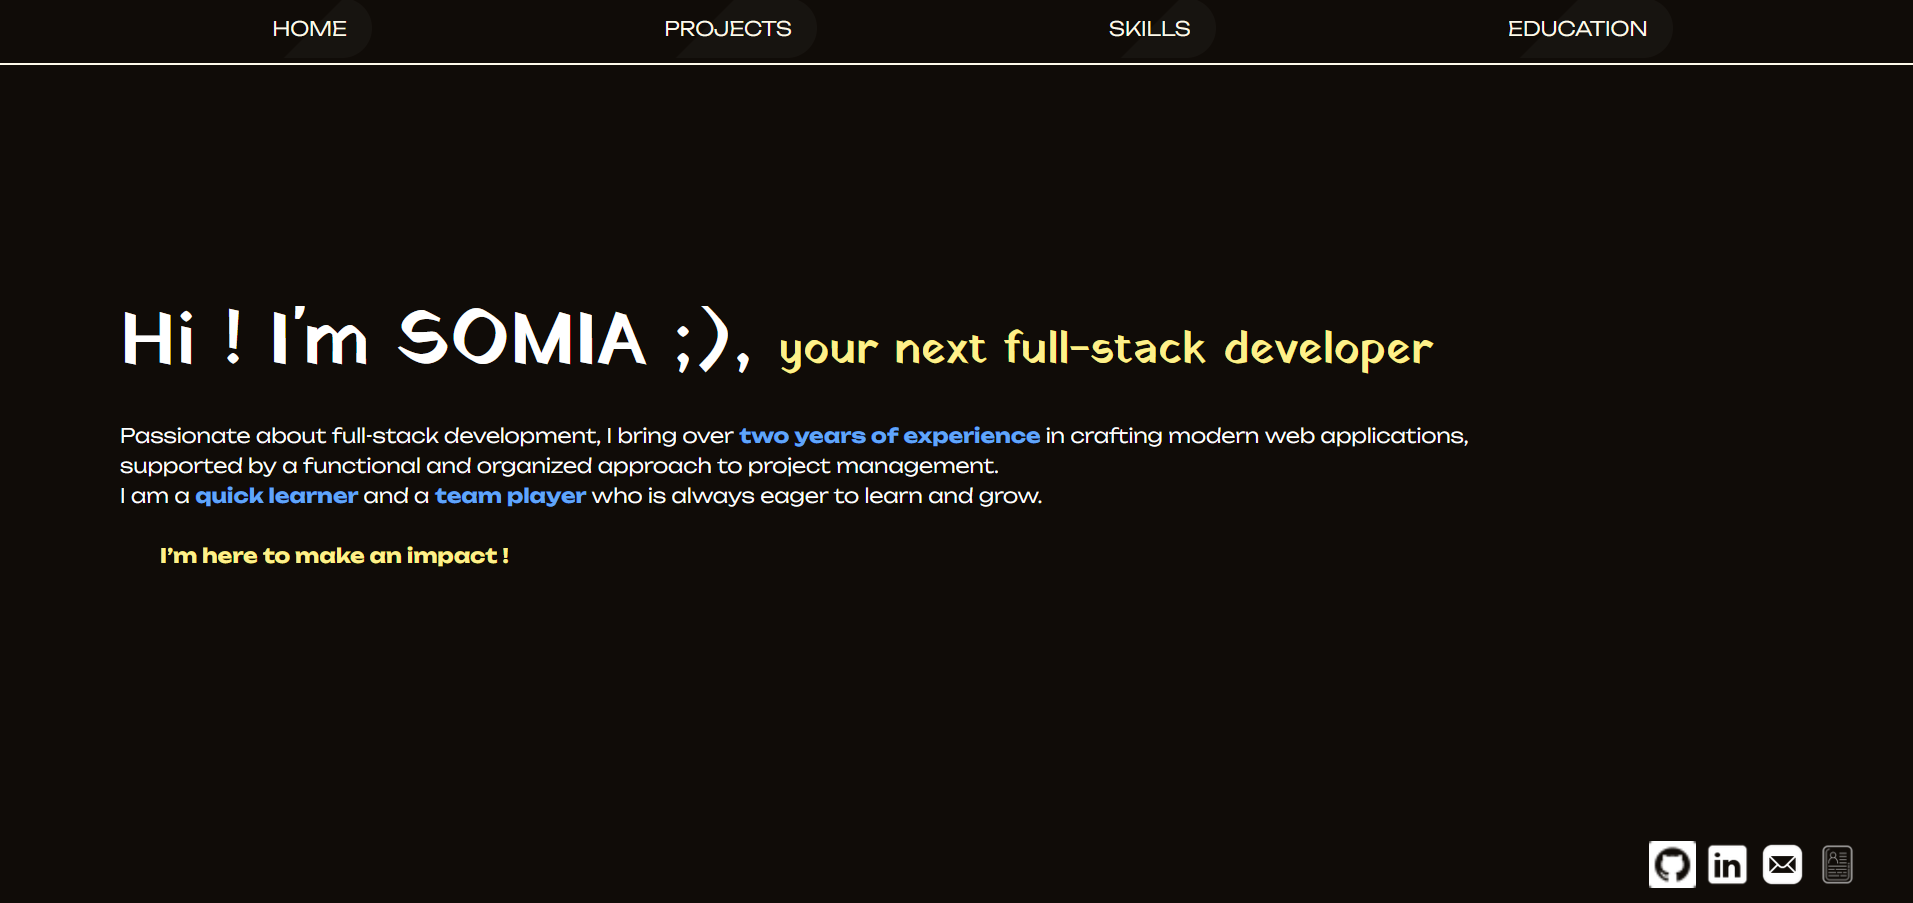 HOME PROJECTS SKILLS EDUCATION
Hi ! I'm SOMIA ;), your next full-stack developer
Passionate about full-stack development, I bring over two years of experience in crafting modern web applications,
supported by a functional and organized approach to project management.
I am a quick learner and a team player who is always eager to learn and grow.
I'm here to make an impact !
in